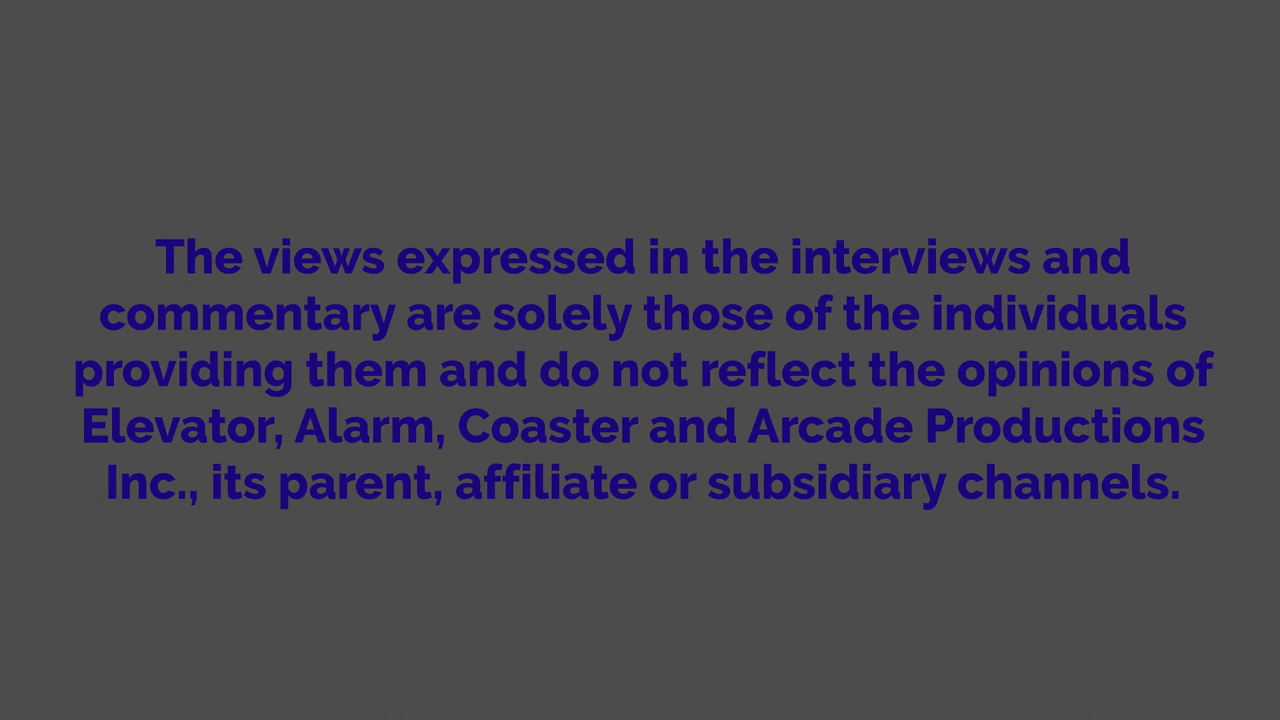 The views expressed in the interviews and
commentary are solely those of the individuals
providing them and do not reflect the opinions of
Elevator, Alarm, Coaster and Arcade Productions
Inc., its parent, affiliate or subsidiary channels.